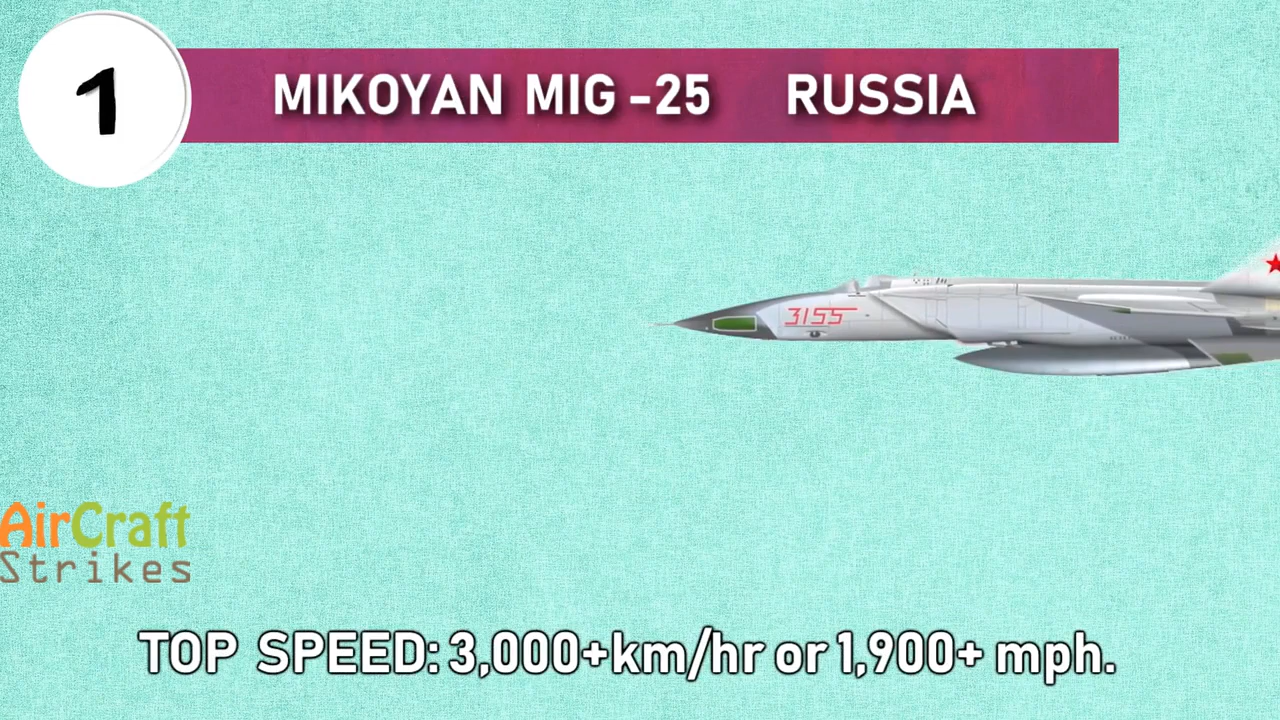 1
MIKOYAN MIG -25 RUSSIA
3155
AirCraft
Strikes
TOP SPEED: 3,000+km/hr or 1,900+ mph.